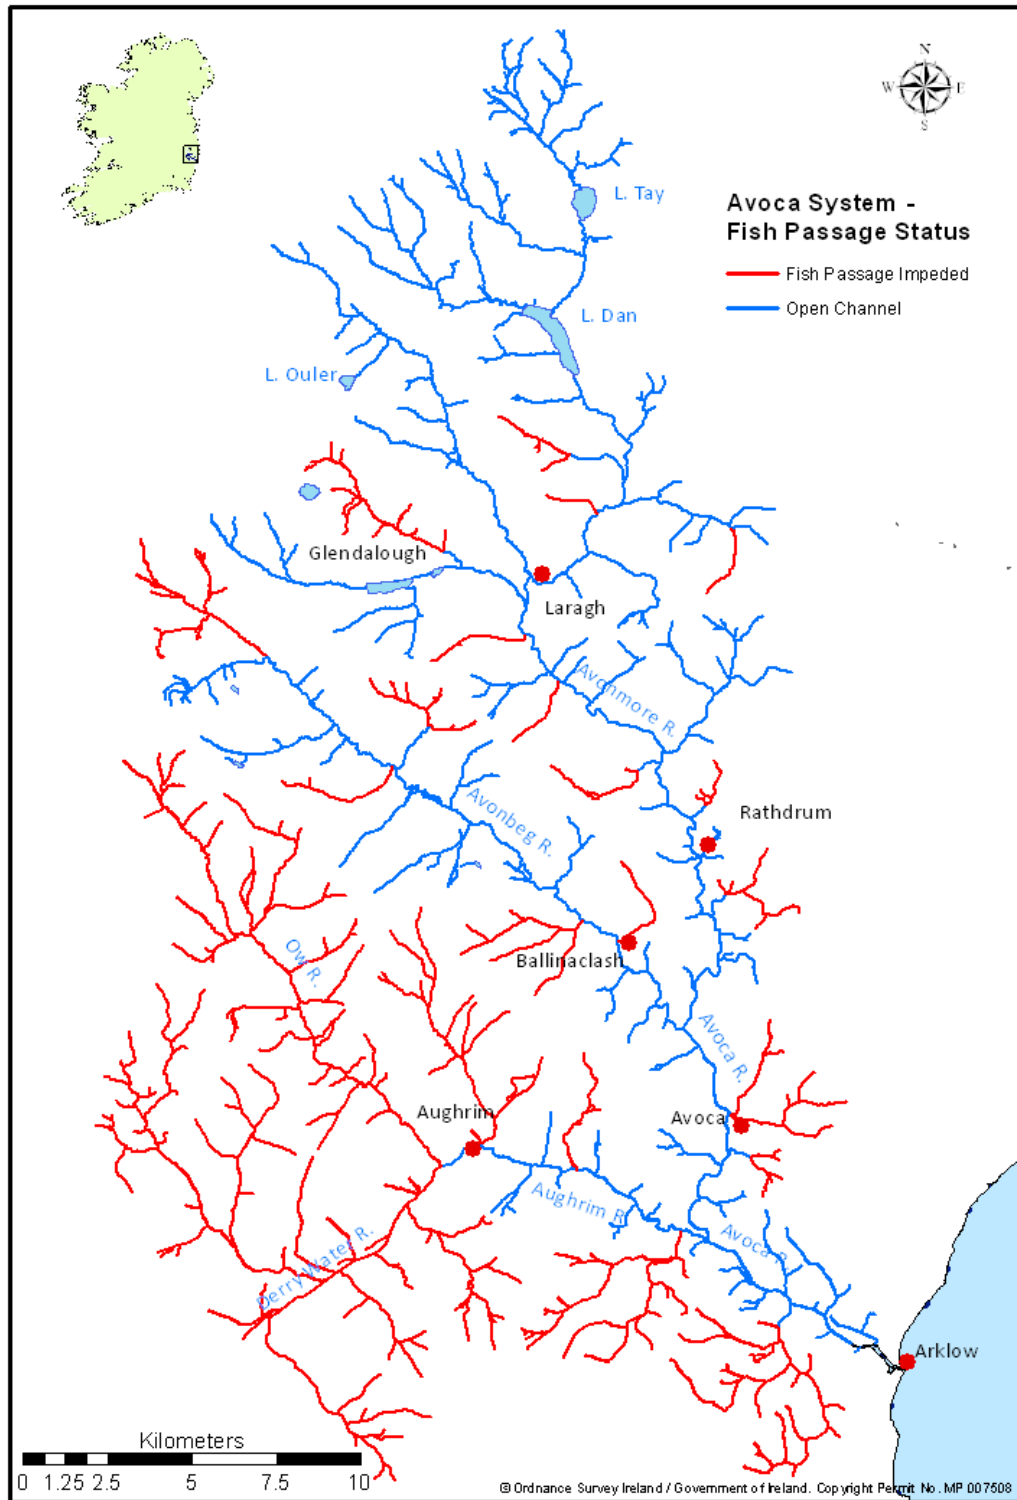 N
W E
S
L. Tay
Avoca System -
Fish Passage Status
Fish Passage Impeded
Open Channel
L. Dan
L. Ouler
Glendalough
Laragh
Avonmore R.
Avonbeg R.
Rathdrum
Ow R.
Ballinaclash
Avoca R.
Aughrim
Avoca
Aughrim R
Avoca R.
Derry Water R.
Arklow
Kilometers
0 1.25 2.5 5 7.5 10
© Ordnance Survey Ireland / Government of Ireland. Copyright Permit No. MP 007508